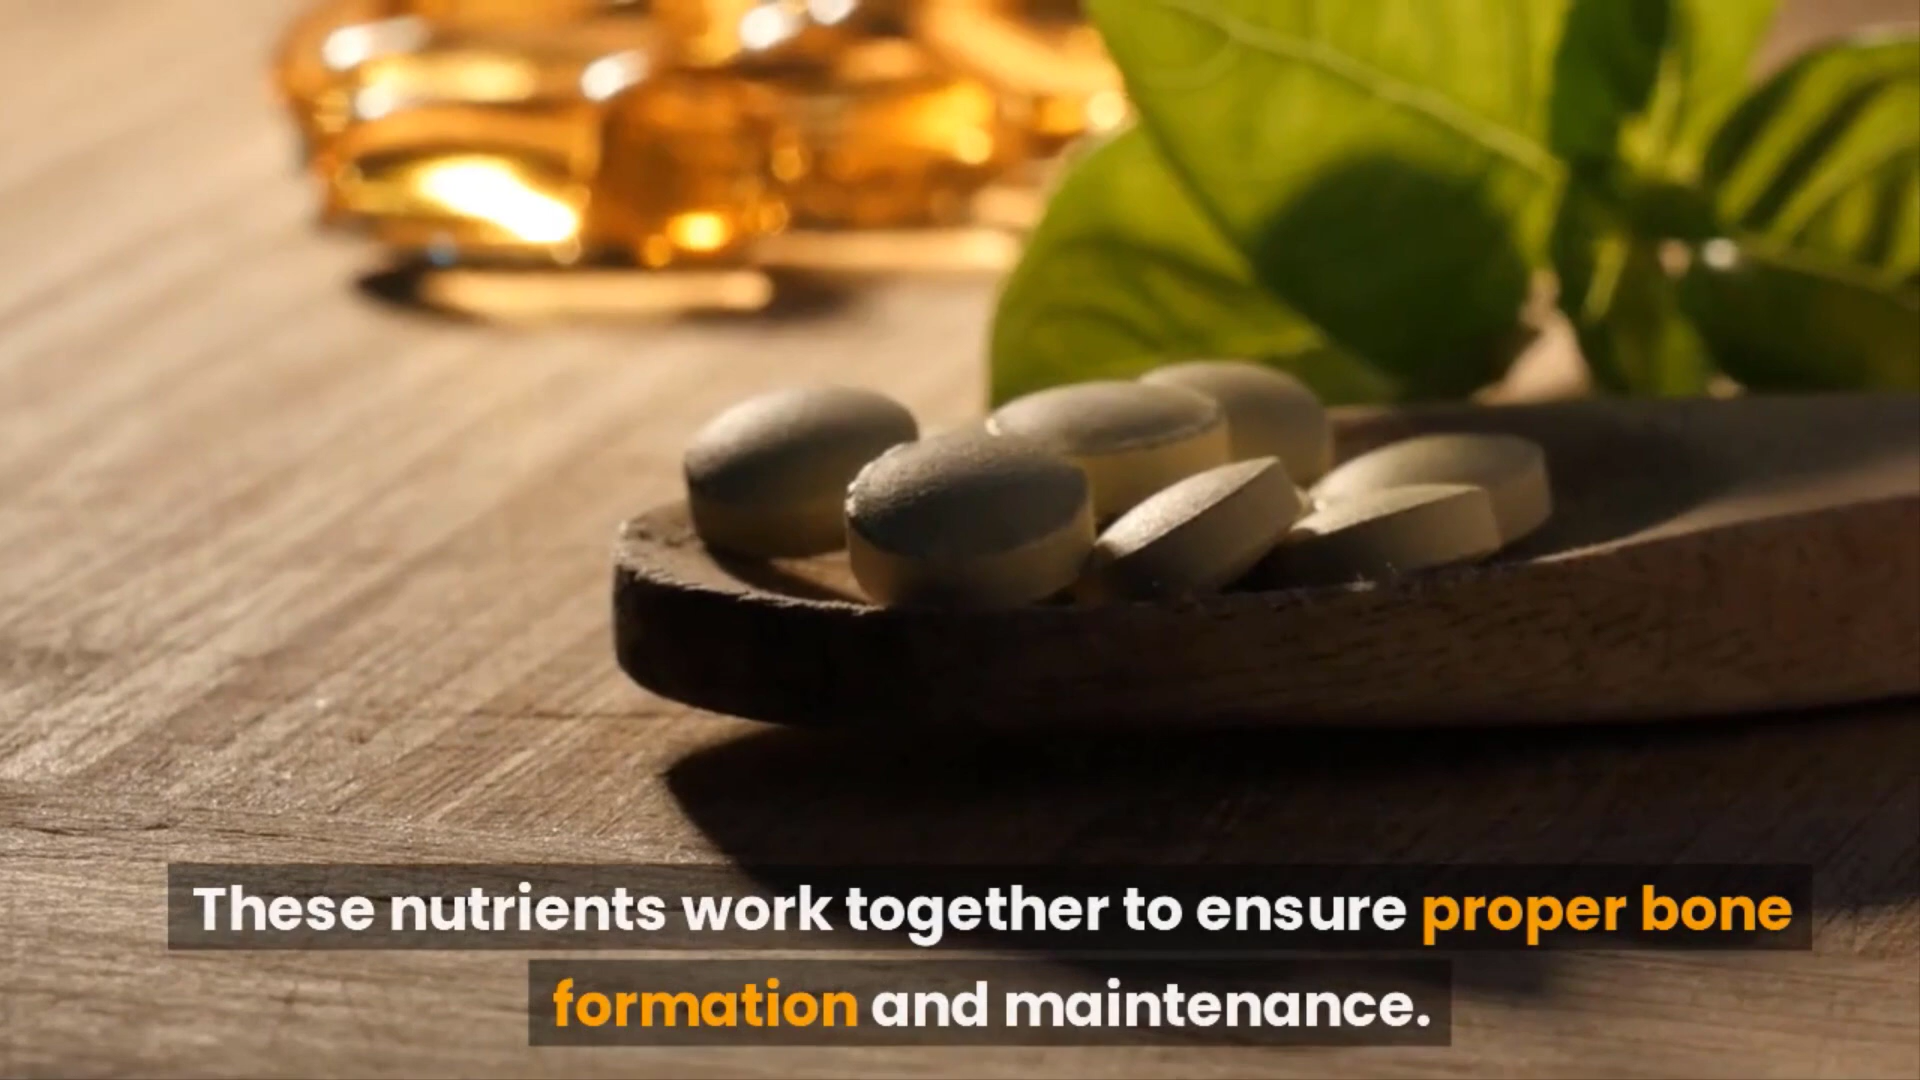 These nutrients work together to ensure proper bone
formation and maintenance.